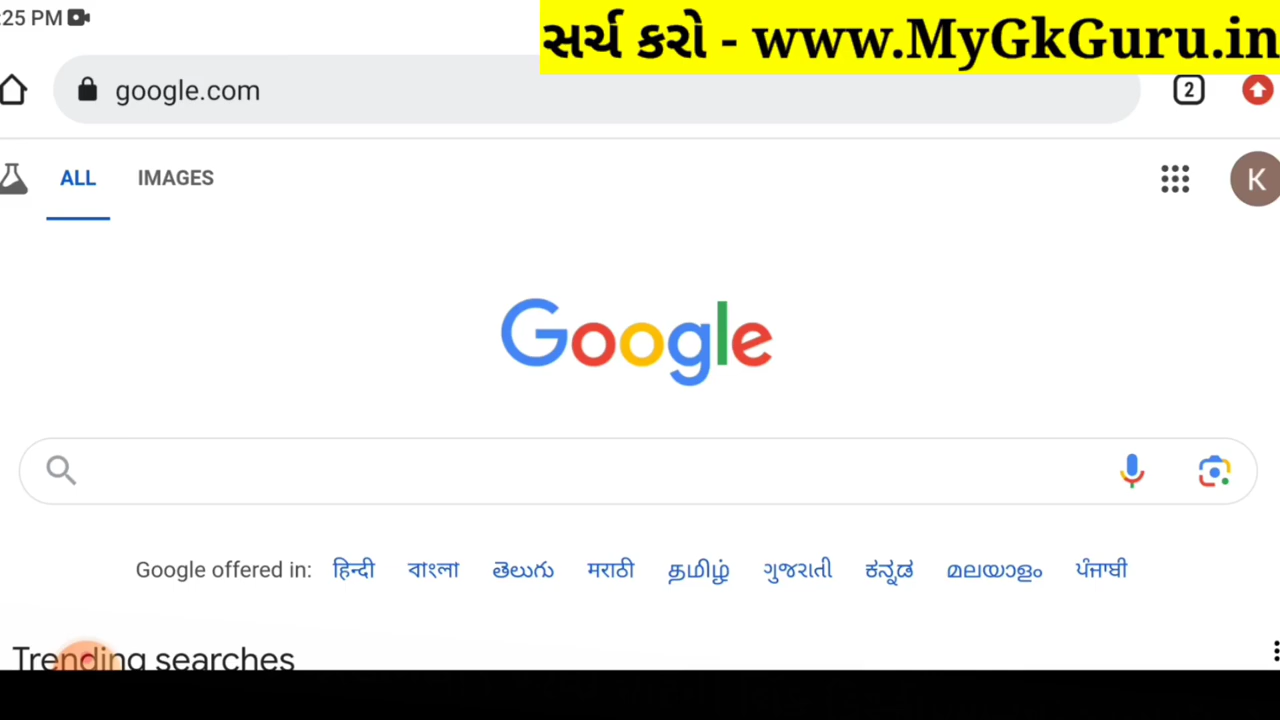 :25 PM
સર્ચ કરો - www.MyGkGuru.in
google.com
2
ALL IMAGES
K
Google
Google offered in: हिन्दी বাংলা తెలుగు मराठी தமிழ் ગુજરાતી ಕನ್ನಡ മലയാളം ਪੰਜਾਬੀ
Trending searches